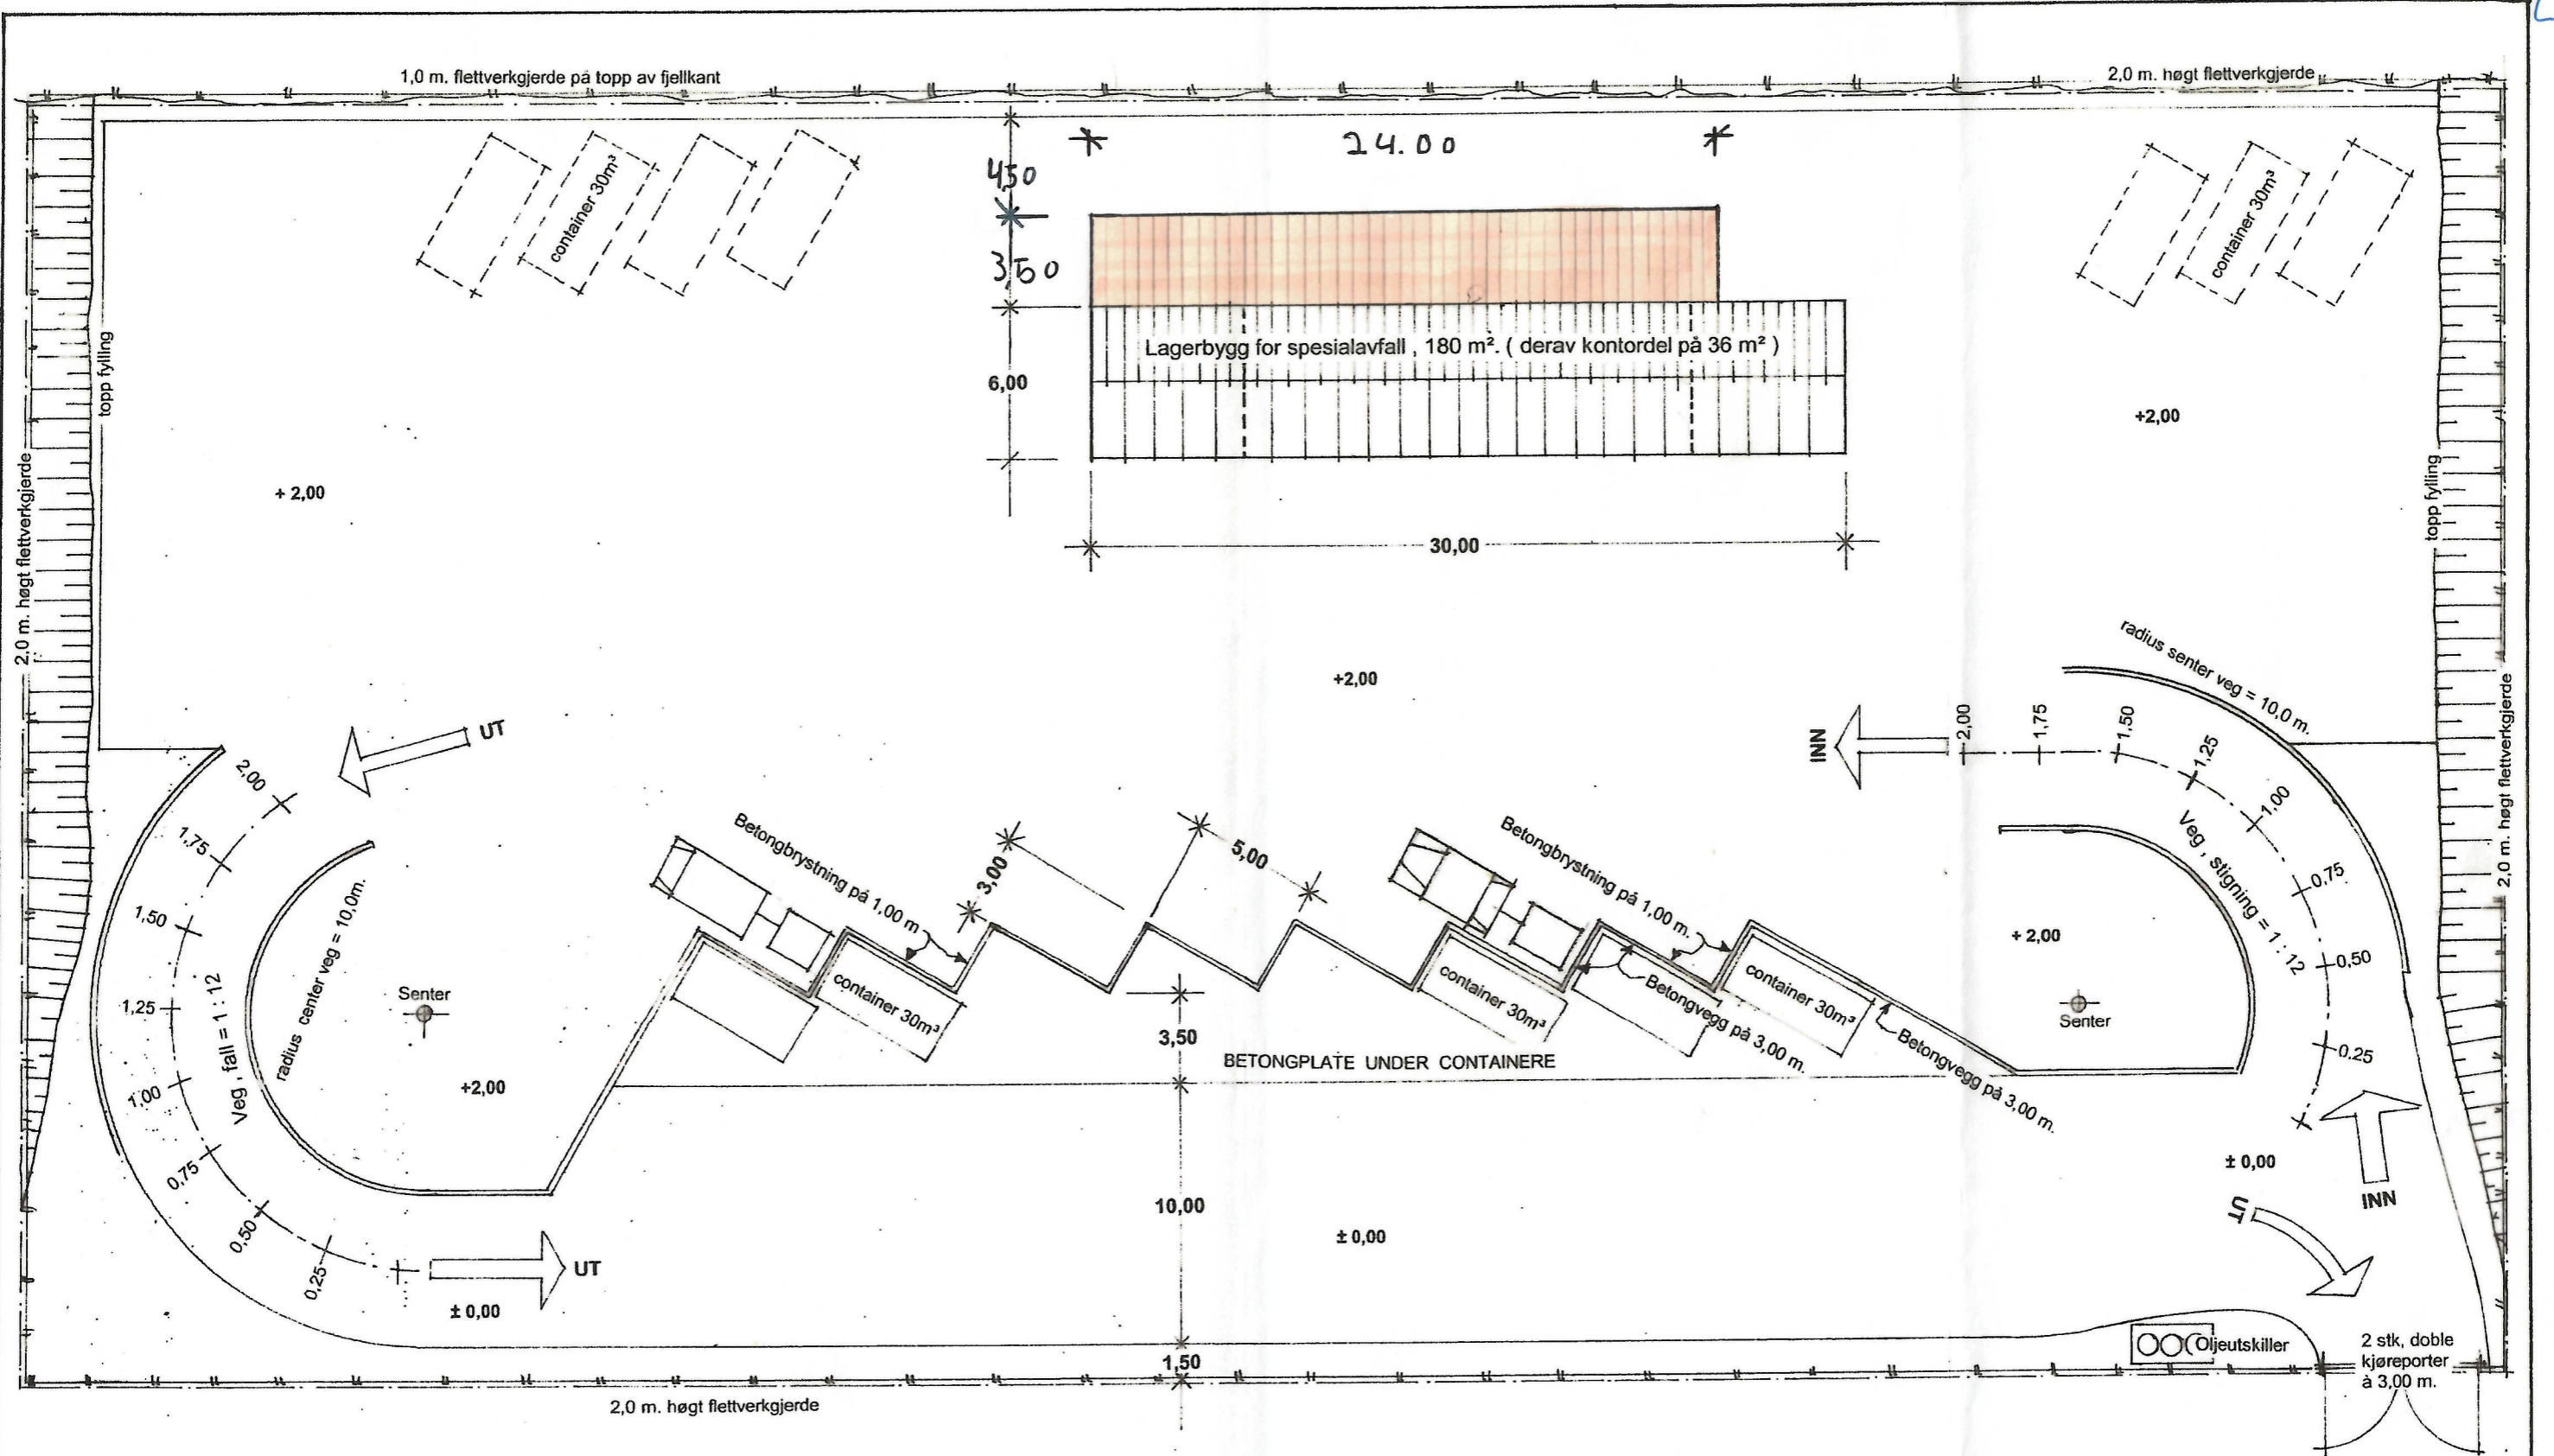 1,0 m. flettverkgjerde på topp av fjellkant
2,0 m. høgt flettverkgjerde
24.00
450
container 30m³
container 30m³
350
topp fylling
Lagerbygg for spesialavfall , 180 m². ( derav kontordel på 36 m² )
6,00
+2,00
2,0 m. høgt flettverkgjerde
+ 2,00
topp fylling
30,00
+2,00
radius senter veg = 10,0 m.
2,0 m. høgt flettverkgjerde
UT
INN
2,00
1,75
1,50
1,25
1,00
0,75
0,50
0.25
Veg , stigning = 1 : 12
2,00
1,75
1,50
1,25
1,00
0,75
0,50
0,25
Veg , fall = 1 : 12
radius center veg = 10,0m.
Betongbrystning på 1,00 m
3,00
5,00
Betongbrystning på 1,00 m.
+ 2,00
Senter
Senter
container 30m³
container 30m³
container 30m³
Betongvegg på 3,00 m.
Betongvegg på 3,00 m.
3,50
BETONGPLATE UNDER CONTAINERE
+2,00
± 0,00
INN
UT
10,00
± 0,00
UT
± 0,00
Oljeutskiller
2 stk, doble
kjøreporter
à 3,00 m.
1,50
2,0 m. høgt flettverkgjerde